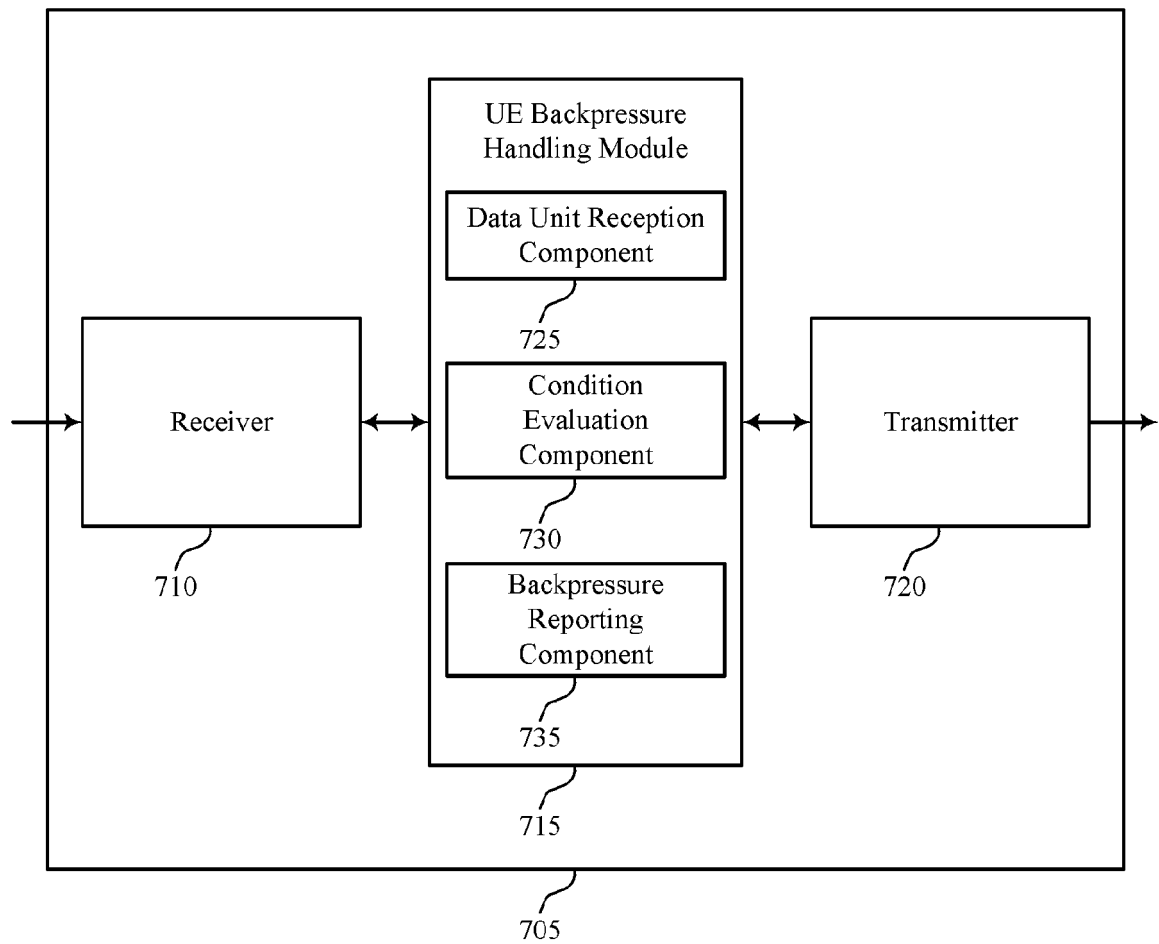 UE Backpressure
Handling Module
Data Unit Reception
Component
725
Receiver
710
Condition
Evaluation
Component
730
Transmitter
720
Backpressure
Reporting
Component
735
715
705